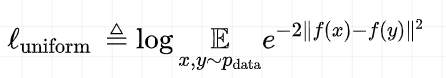 ℓ_uniform ≜ log 𝔼_{x,y∼p_data} e^{−2‖f(x)−f(y)‖²}